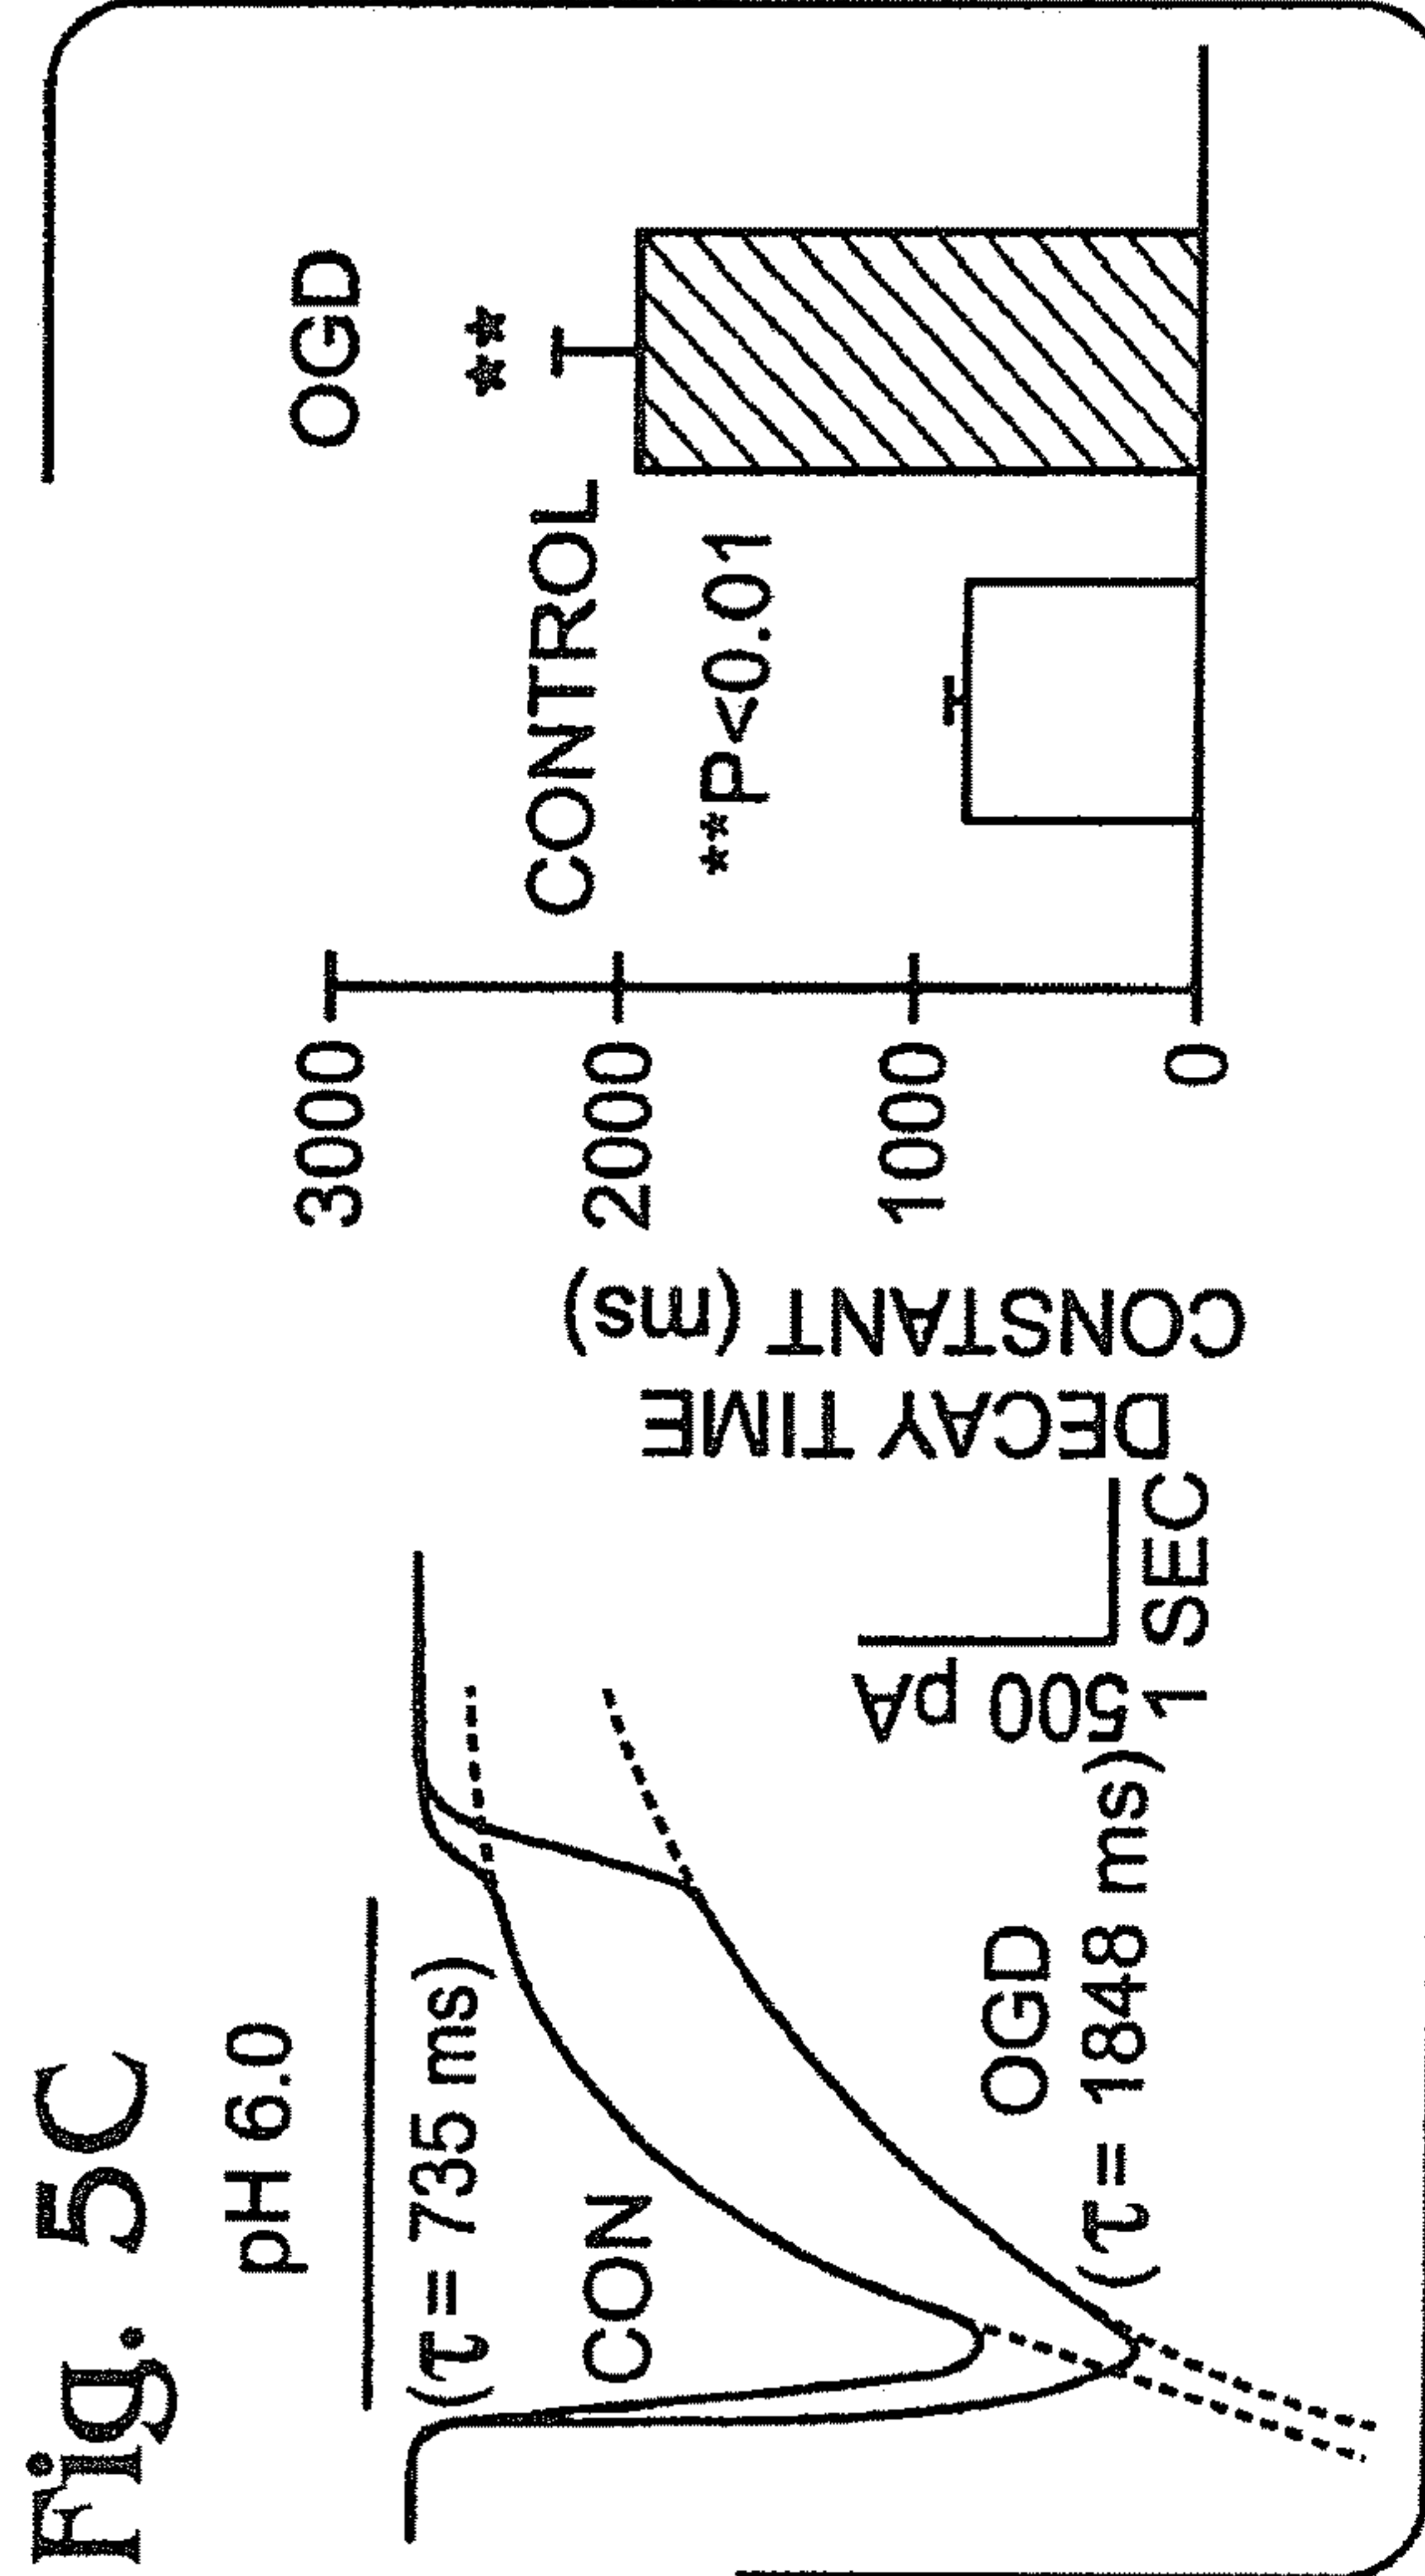 Fig. 5C
pH 6.0
(τ = 735 ms)
CON
OGD
(τ = 1848 ms)
500 pA
1 SEC
DECAY TIME
CONSTANT (ms)
3000
2000
1000
0
CONTROL
**P<0.01
OGD
**